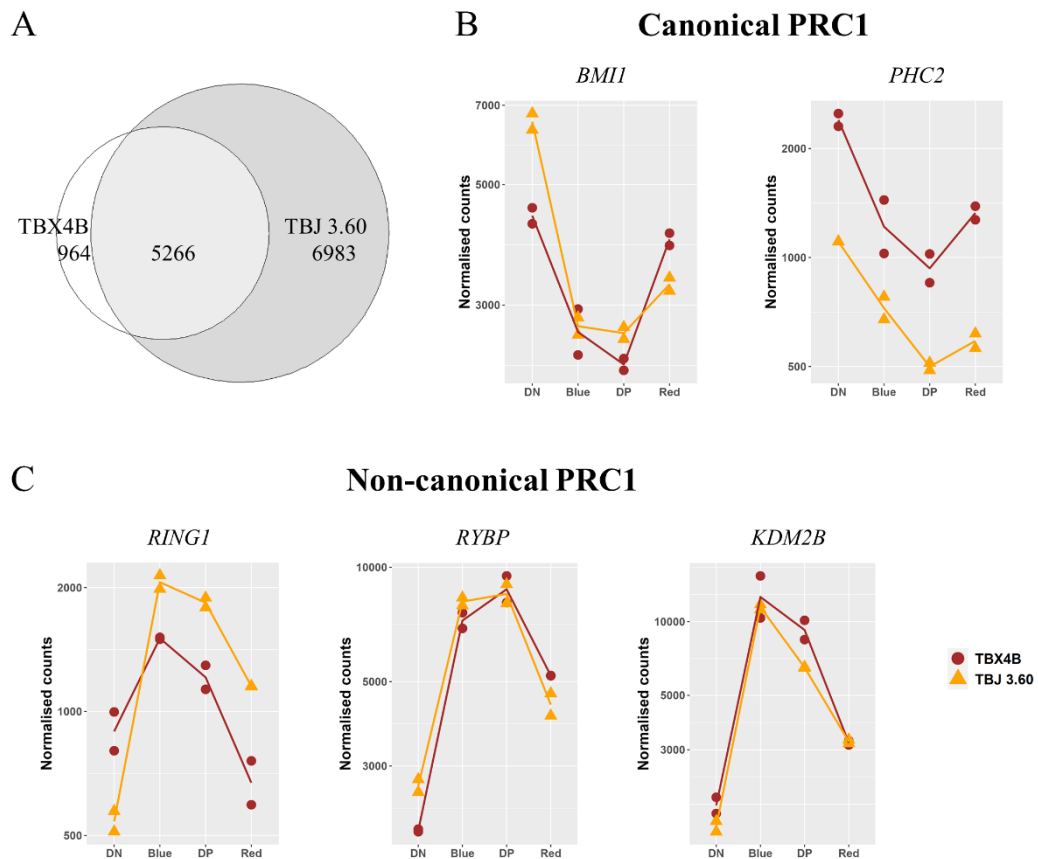 A
TBX4B
964
5266
TBJ 3.60
6983
B
Canonical PRC1
BMI1
Normalised counts
7000
5000
3000
DN Blue DP Red
PHC2
Normalised counts
2000
1000
500
DN Blue DP Red
C
Non-canonical PRC1
RING1
Normalised counts
2000
1000
500
DN Blue DP Red
RYBP
Normalised counts
10000
5000
3000
DN Blue DP Red
KDM2B
Normalised counts
10000
5000
3000
DN Blue DP Red
TBX4B
TBJ 3.60